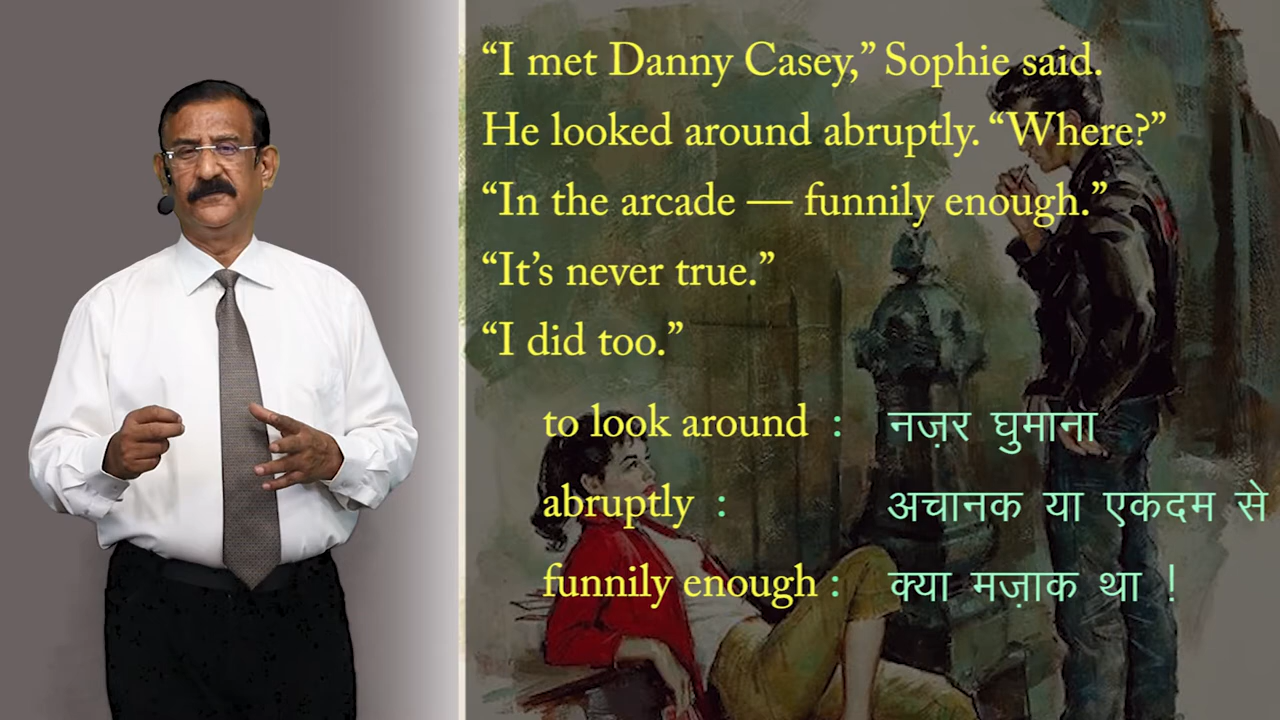 “I met Danny Casey,” Sophie said.
He looked around abruptly. “Where?”
“In the arcade — funnily enough.”
“It’s never true.”
“I did too.”
to look around : नज़र घुमाना
abruptly : अचानक या एकदम से
funnily enough : क्या मज़ाक था !